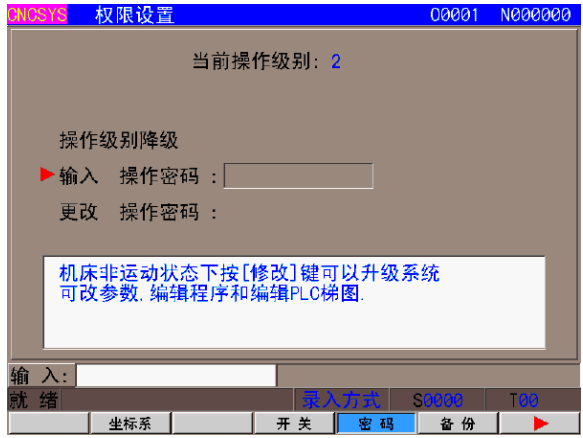 CNCSYS 权限设置 O0001 N000000
当前操作级别: 2
操作级别降级
输入 操作密码 :
更改 操作密码 :
机床非运动状态下按[修改]键可以升级系统
可改参数, 编辑程序和编辑PLC梯图.
输 入:
就 绪 录入方式 S0000 T00
坐标系 开 关 密 码 备 份